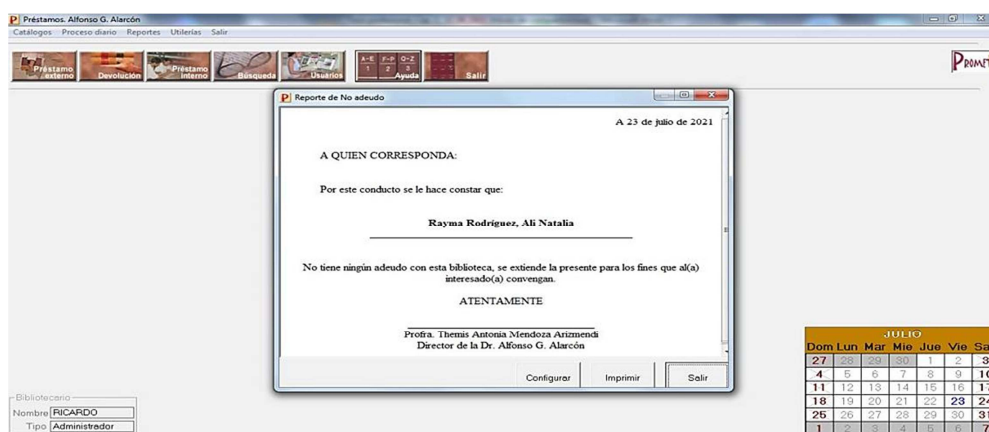 Préstamos. Alfonso G. Alarcón
Catálogos Proceso diario Reportes Utilerías Salir
Préstamo externo
Devolución
Préstamo Interno
Búsqueda
Usuarios
A-E F-P Q-Z
1 2 3
Ayuda
Salir
PROMET
Reporte de No adeudo
A 23 de julio de 2021
A QUIEN CORRESPONDA:
Por este conducto se le hace constar que:
Rayma Rodríguez, Ali Natalia
No tiene ningún adeudo con esta biblioteca, se extiende la presente para los fines que al(a)
interesado(a) convengan.
ATENTAMENTE
Profra. Themis Antonia Mendoza Arizmendi
Director de la Dr. Alfonso G. Alarcón
Configurar Imprimir Salir
JULIO
Dom Lun Mar Mie Jue Vie Sa
27 28 29 30 1 2 3
4 5 6 7 8 9 10
11 12 13 14 15 16 17
18 19 20 21 22 23 24
25 26 27 28 29 30 31
1 2 3 4 5 6 7
Bibliotecario
Nombre RICARDO
Tipo Administrador